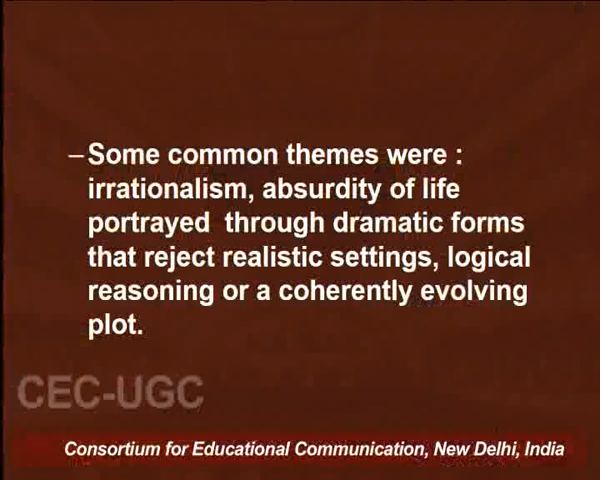 –Some common themes were :
irrationalism, absurdity of life
portrayed through dramatic forms
that reject realistic settings, logical
reasoning or a coherently evolving
plot.
CEC-UGC
Consortium for Educational Communication, New Delhi, India